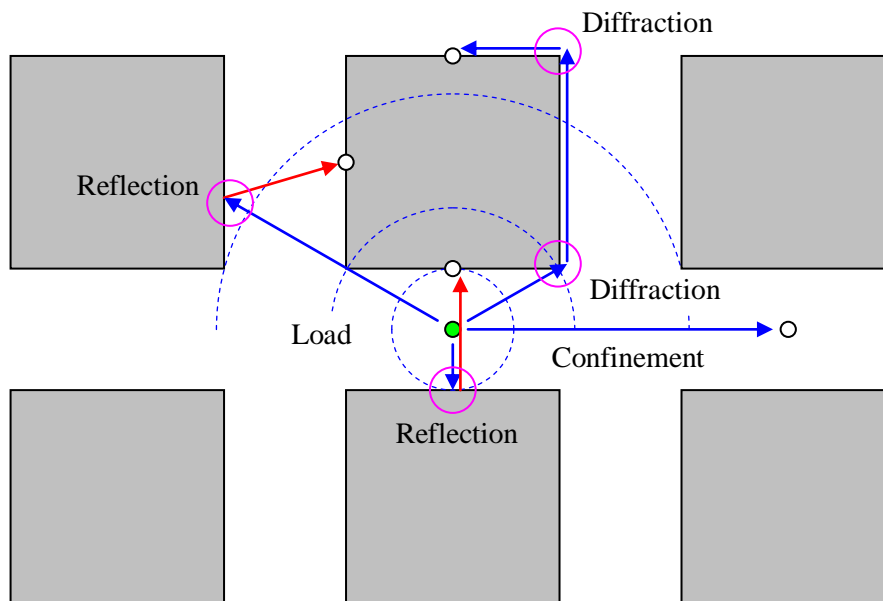 Diffraction
Reflection
Diffraction
Load
Confinement
Reflection